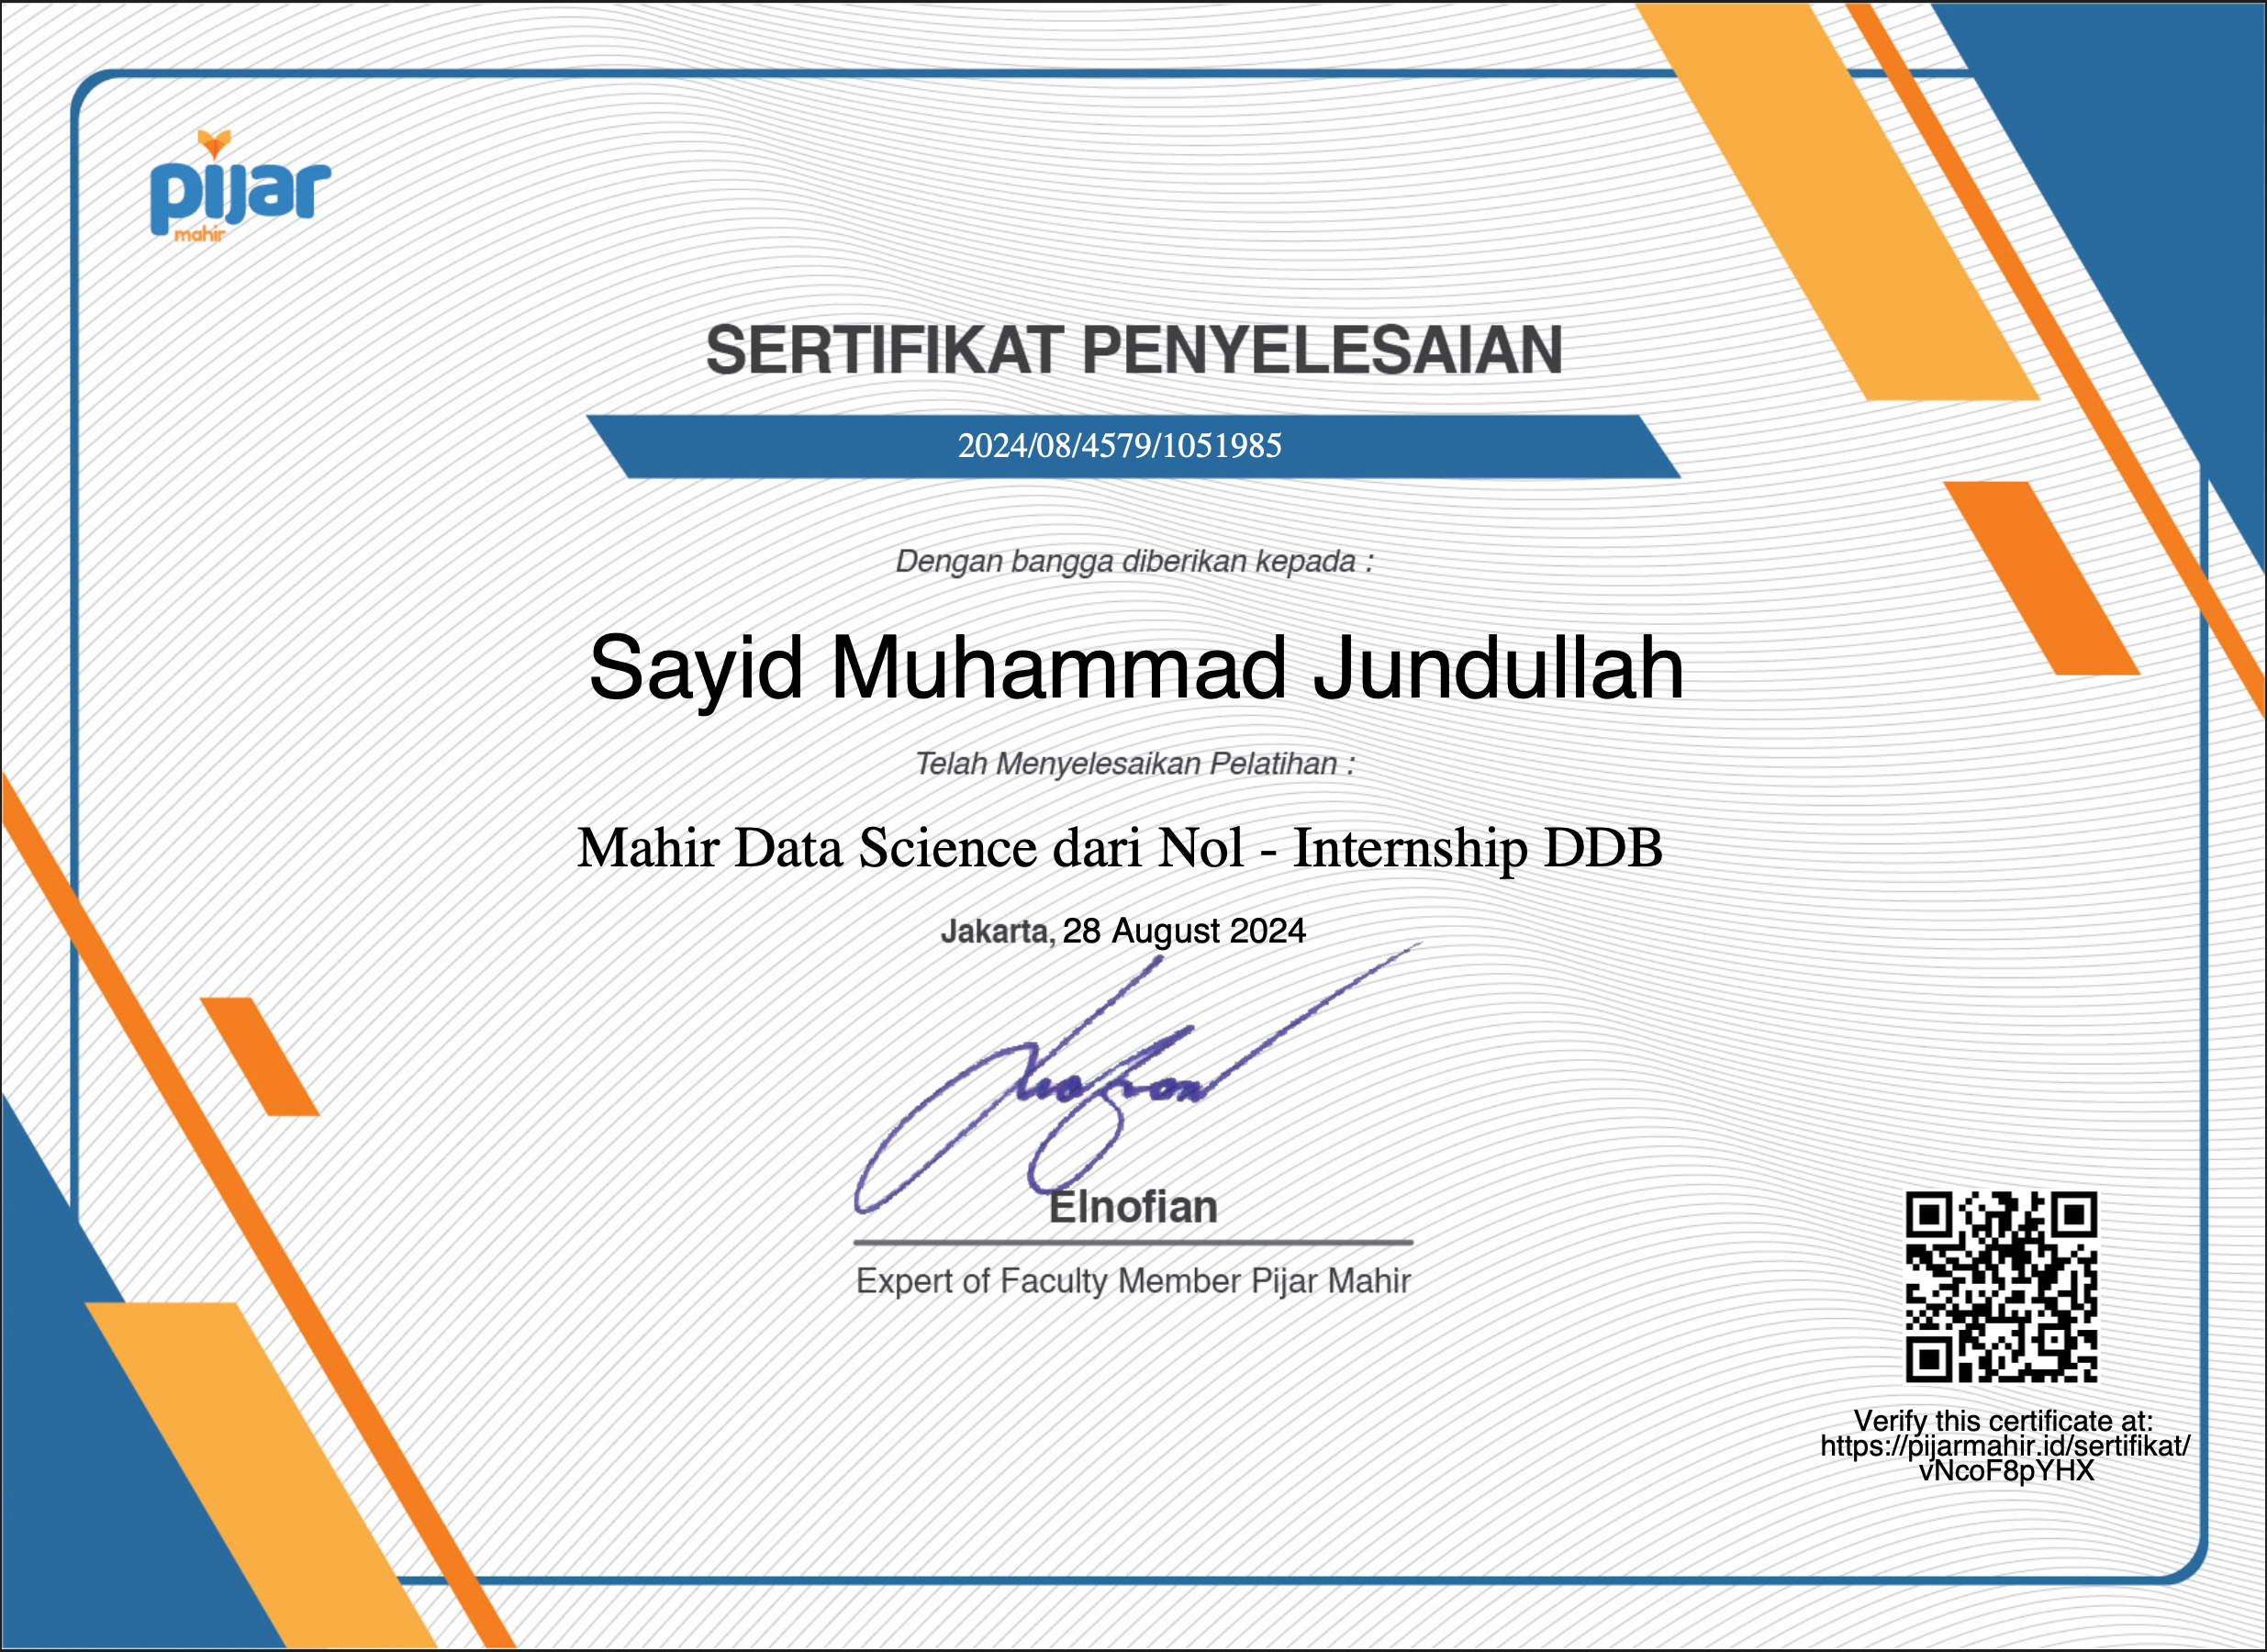 pijar
mahir
SERTIFIKAT PENYELESAIAN
2024/08/4579/1051985
Dengan bangga diberikan kepada :
Sayid Muhammad Jundullah
Telah Menyelesaikan Pelatihan :
Mahir Data Science dari Nol - Internship DDB
Jakarta, 28 August 2024
Elnofian
Expert of Faculty Member Pijar Mahir
Verify this certificate at:
https://pijarmahir.id/sertifikat/
vNcoF8pYHX